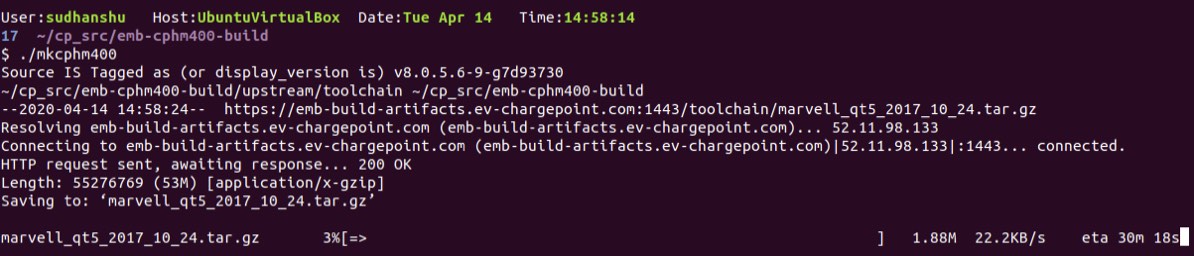 User:sudhanshu   Host:UbuntuVirtualBox  Date:Tue Apr 14   Time:14:58:14
17  ~/cp_src/emb-cphm400-build
$ ./mkcphm400
Source IS Tagged as (or display_version is) v8.0.5.6-9-g7d93730
~/cp_src/emb-cphm400-build/upstream/toolchain ~/cp_src/emb-cphm400-build
--2020-04-14 14:58:24--  https://emb-build-artifacts.ev-chargepoint.com:1443/toolchain/marvell_qt5_2017_10_24.tar.gz
Resolving emb-build-artifacts.ev-chargepoint.com (emb-build-artifacts.ev-chargepoint.com)... 52.11.98.133
Connecting to emb-build-artifacts.ev-chargepoint.com (emb-build-artifacts.ev-chargepoint.com)|52.11.98.133|:1443... connected.
HTTP request sent, awaiting response... 200 OK
Length: 55276769 (53M) [application/x-gzip]
Saving to: ‘marvell_qt5_2017_10_24.tar.gz’
marvell_qt5_2017_10_24.tar.gz        3%[=>                                                                ]   1.88M  22.2KB/s    eta 30m 18s